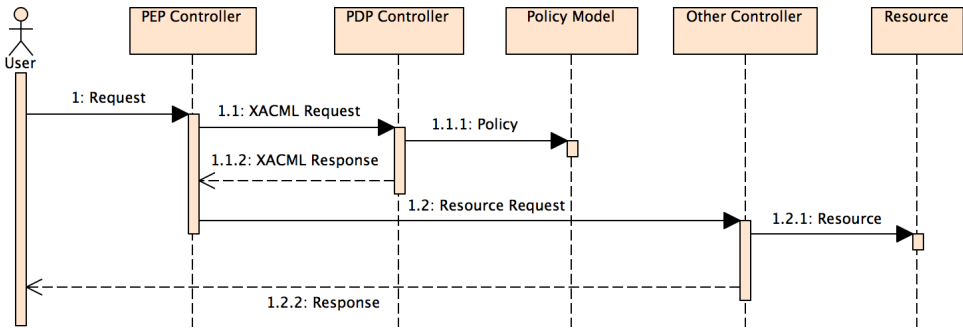 PEP Controller
PDP Controller
Policy Model
Other Controller
Resource
User
1: Request
1.1: XACML Request
1.1.1: Policy
1.1.2: XACML Response
1.2: Resource Request
1.2.1: Resource
1.2.2: Response